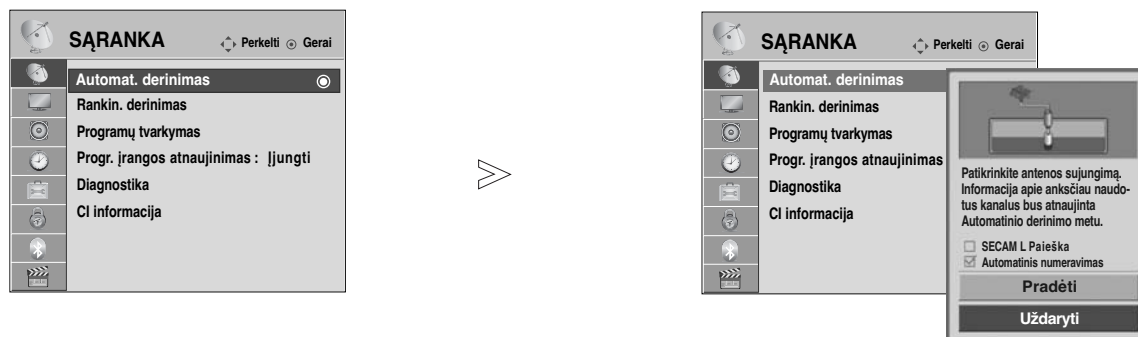 SĄRANKA Perkelti Gerai
Automat. derinimas
Rankin. derinimas
Programų tvarkymas
Progr. įrangos atnaujinimas : Įjungti
Diagnostika
CI informacija
SĄRANKA Perkelti Gerai
Automat. derinimas
Rankin. derinimas
Programų tvarkymas
Progr. įrangos atnaujinimas
Diagnostika
CI informacija
Patikrinkite antenos sujungimą.
Informacija apie anksčiau naudo-
tus kanalus bus atnaujinta
Automatinio derinimo metu.
SECAM L Paieška
Automatinis numeravimas
Pradėti
Uždaryti